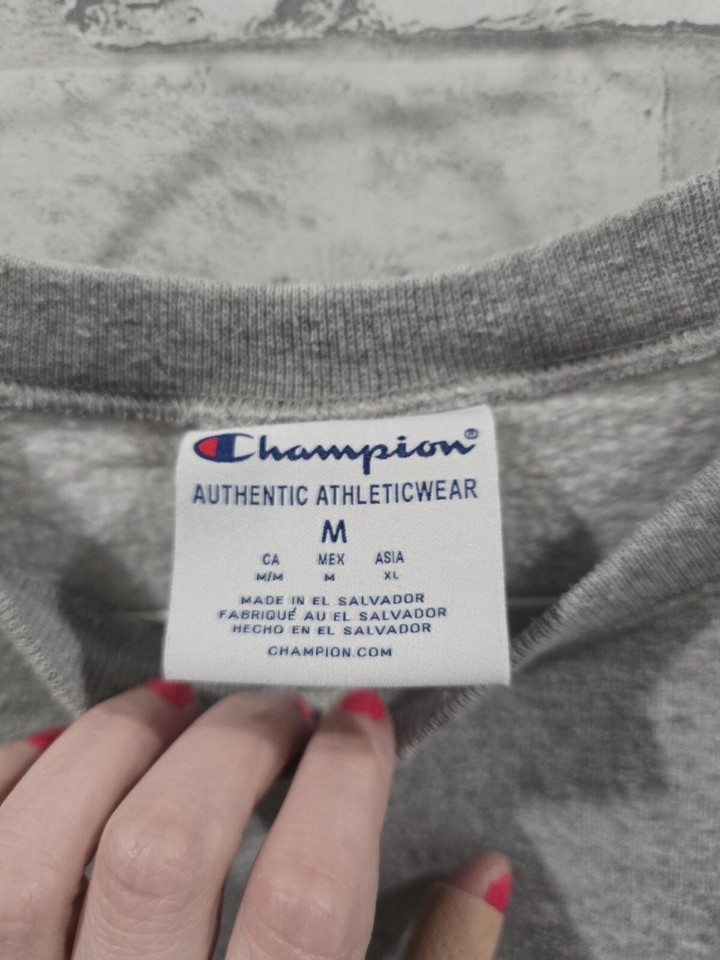 Champion®
AUTHENTIC ATHLETICWEAR
M
CA MEX ASIA
M/M M XL
MADE IN EL SALVADOR
FABRIQUÉ AU EL SALVADOR
HECHO EN EL SALVADOR
CHAMPION.COM